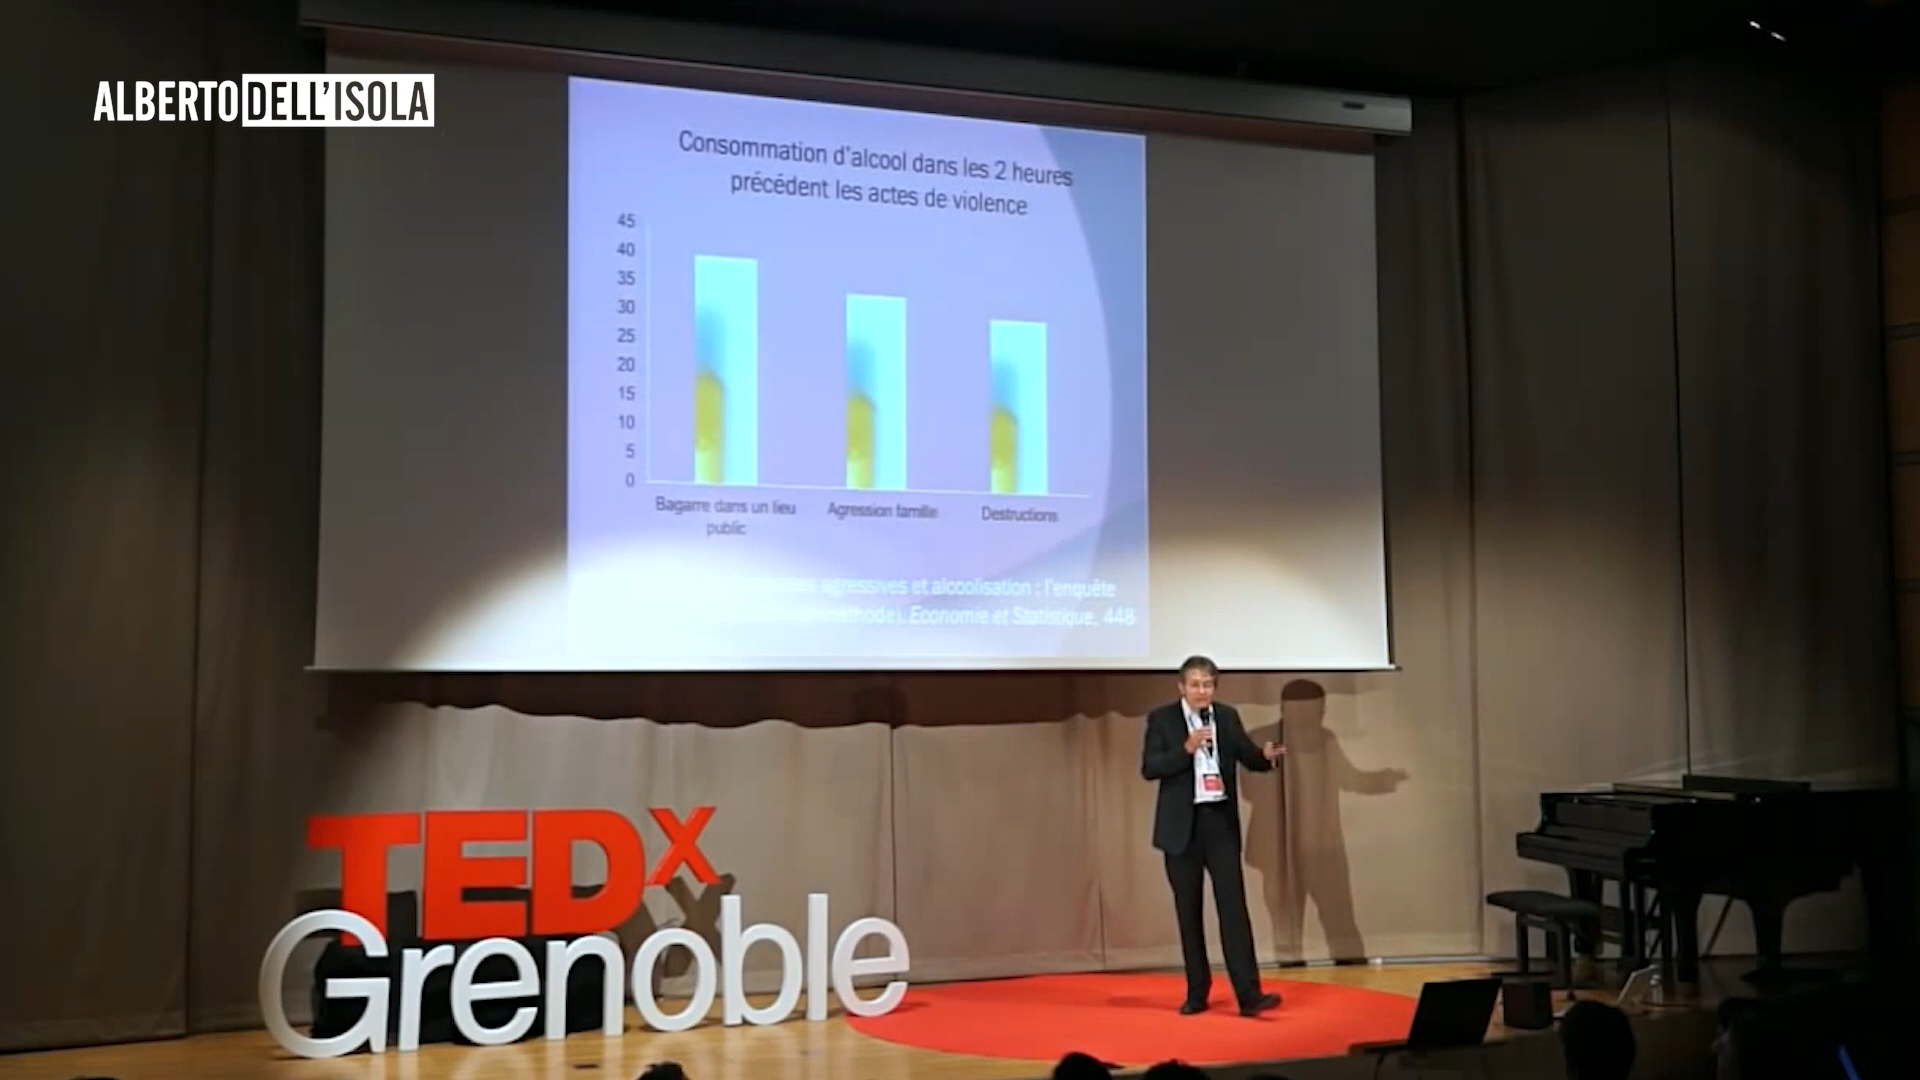 ALBERTO DELL'ISOLA
Consommation d'alcool dans les 2 heures
précédent les actes de violence
45
40
35
30
25
20
15
10
5
0
Bagarre dans un lieu
public
Agression famille
Destructions
agressives et alcoolisation : l'enquête
méthode). Economie et Statistique, 448
TEDx
Grenoble